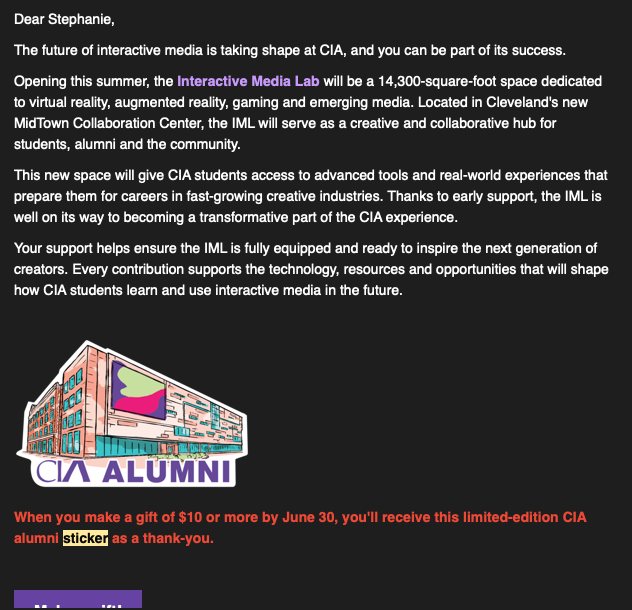 Dear Stephanie,
The future of interactive media is taking shape at CIA, and you can be part of its success.
Opening this summer, the Interactive Media Lab will be a 14,300-square-foot space dedicated
to virtual reality, augmented reality, gaming and emerging media. Located in Cleveland's new
MidTown Collaboration Center, the IML will serve as a creative and collaborative hub for
students, alumni and the community.
This new space will give CIA students access to advanced tools and real-world experiences that
prepare them for careers in fast-growing creative industries. Thanks to early support, the IML is
well on its way to becoming a transformative part of the CIA experience.
Your support helps ensure the IML is fully equipped and ready to inspire the next generation of
creators. Every contribution supports the technology, resources and opportunities that will shape
how CIA students learn and use interactive media in the future.
CIA ALUMNI
When you make a gift of $10 or more by June 30, you'll receive this limited-edition CIA
alumni sticker as a thank-you.